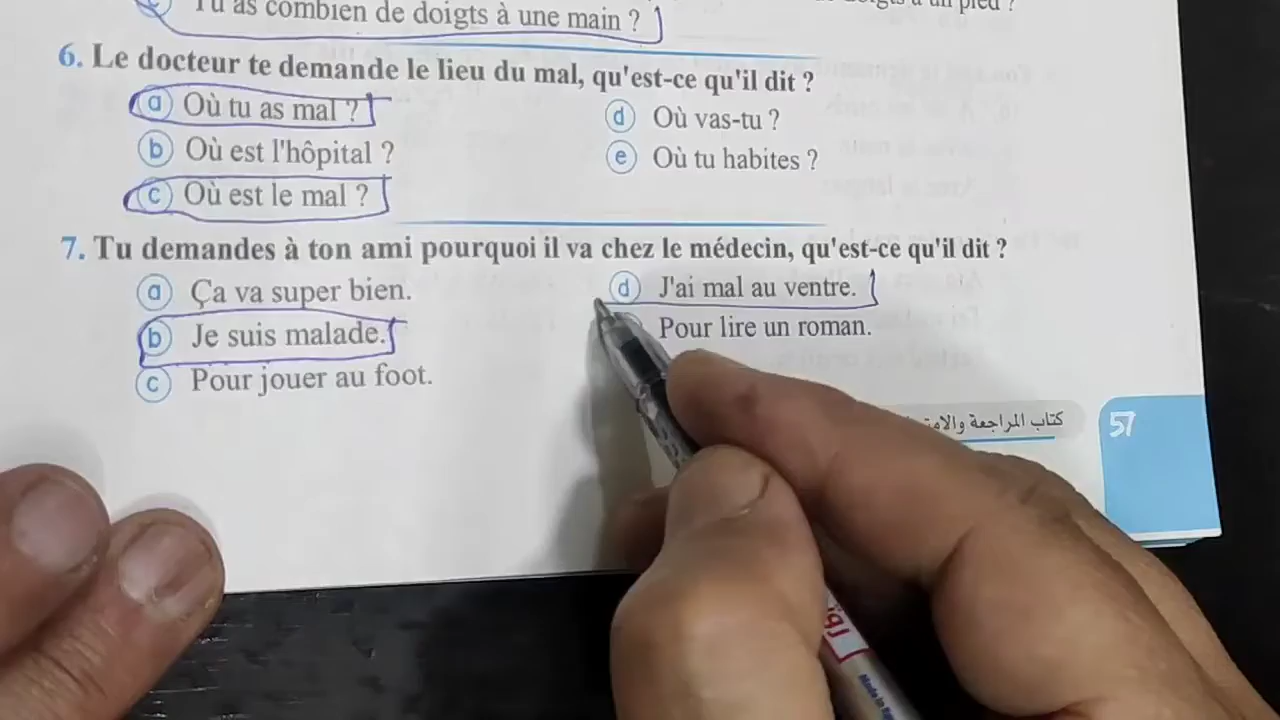 Tu as combien de doigts à une main ?
pied ?
6. Le docteur te demande le lieu du mal, qu'est-ce qu'il dit ?
a Où tu as mal ?
d Où vas-tu ?
b Où est l'hôpital ?
e Où tu habites ?
c Où est le mal ?
7. Tu demandes à ton ami pourquoi il va chez le médecin, qu'est-ce qu'il dit ?
a Ça va super bien.
d J'ai mal au ventre.
b Je suis malade.
Pour lire un roman.
c Pour jouer au foot.
كتاب المراجعة
57